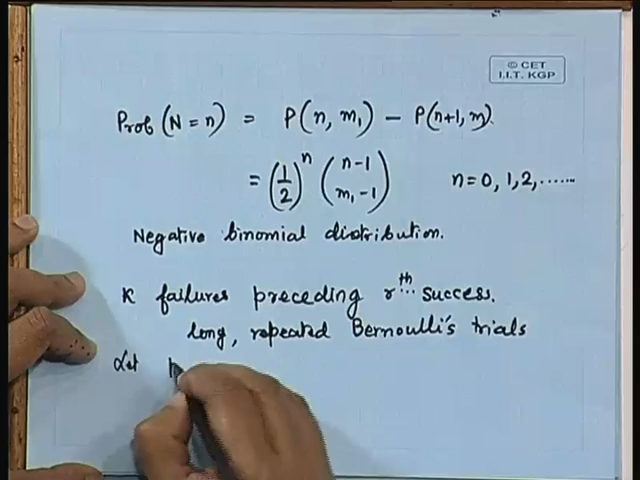 © CET
I.I.T. KGP
Prob (N = n) = P(n, m₁) - P(n+1, m).
= (1/2)ⁿ (n-1 m₁-1) n = 0, 1, 2, ......
Negative binomial distribution.
K failures preceding rᵗʰ success.
long, repeated Bernoulli's trials
Let